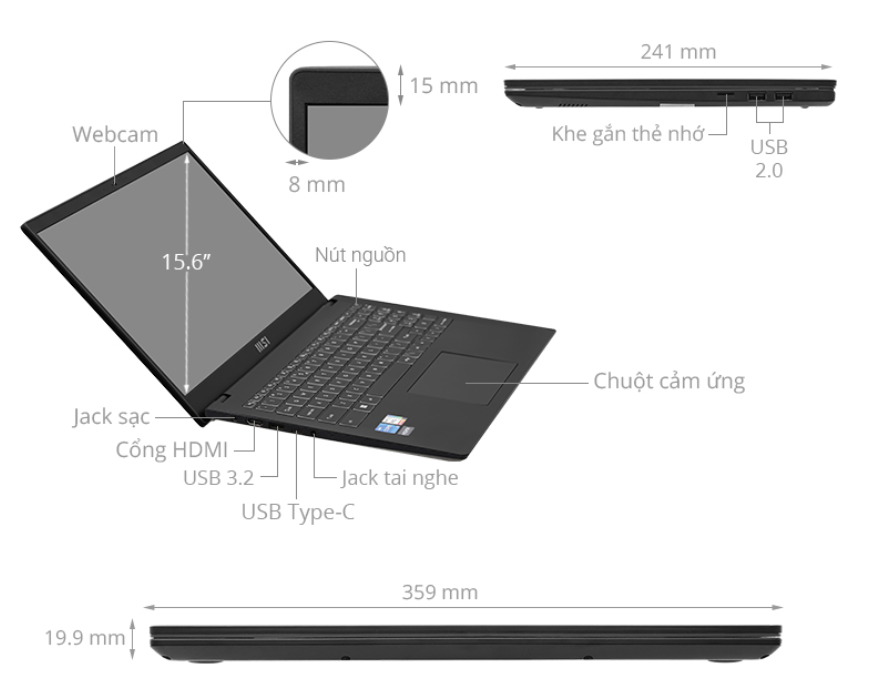 241 mm
15 mm
Webcam
Khe gắn thẻ nhớ
USB
2.0
8 mm
Nút nguồn
15.6”
msi
Chuột cảm ứng
Jack sạc
Cổng HDMI
USB 3.2
Jack tai nghe
USB Type-C
359 mm
19.9 mm